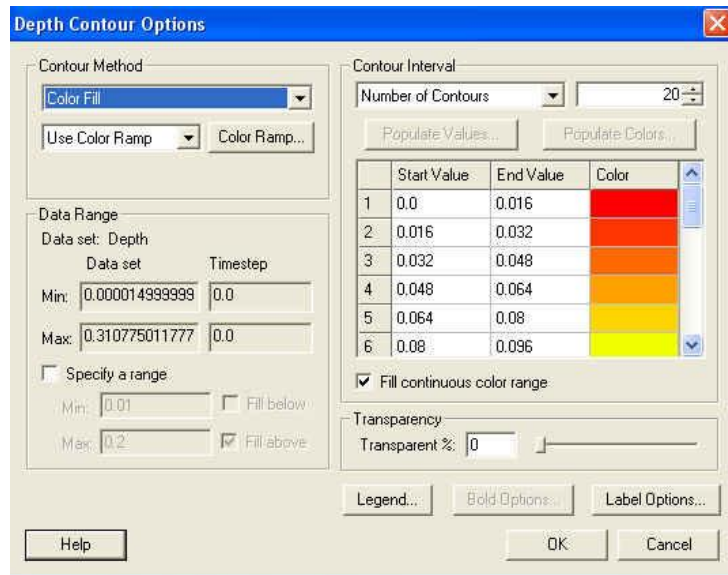 Depth Contour Options
Contour Method
Color Fill
Use Color Ramp
Color Ramp...
Data Range
Data set: Depth
Data set Timestep
Min: 0.000014999999 0.0
Max: 0.310775011777 0.0
Specify a range
Min: 0.01 Fill below
Max: 0.2 Fill above
Contour Interval
Number of Contours 20
Populate Values... Populate Colors...
Start Value End Value Color
1 0.0 0.016
2 0.016 0.032
3 0.032 0.048
4 0.048 0.064
5 0.064 0.08
6 0.08 0.096
Fill continuous color range
Transparency
Transparent %: 0
Legend... Bold Options... Label Options...
Help OK Cancel